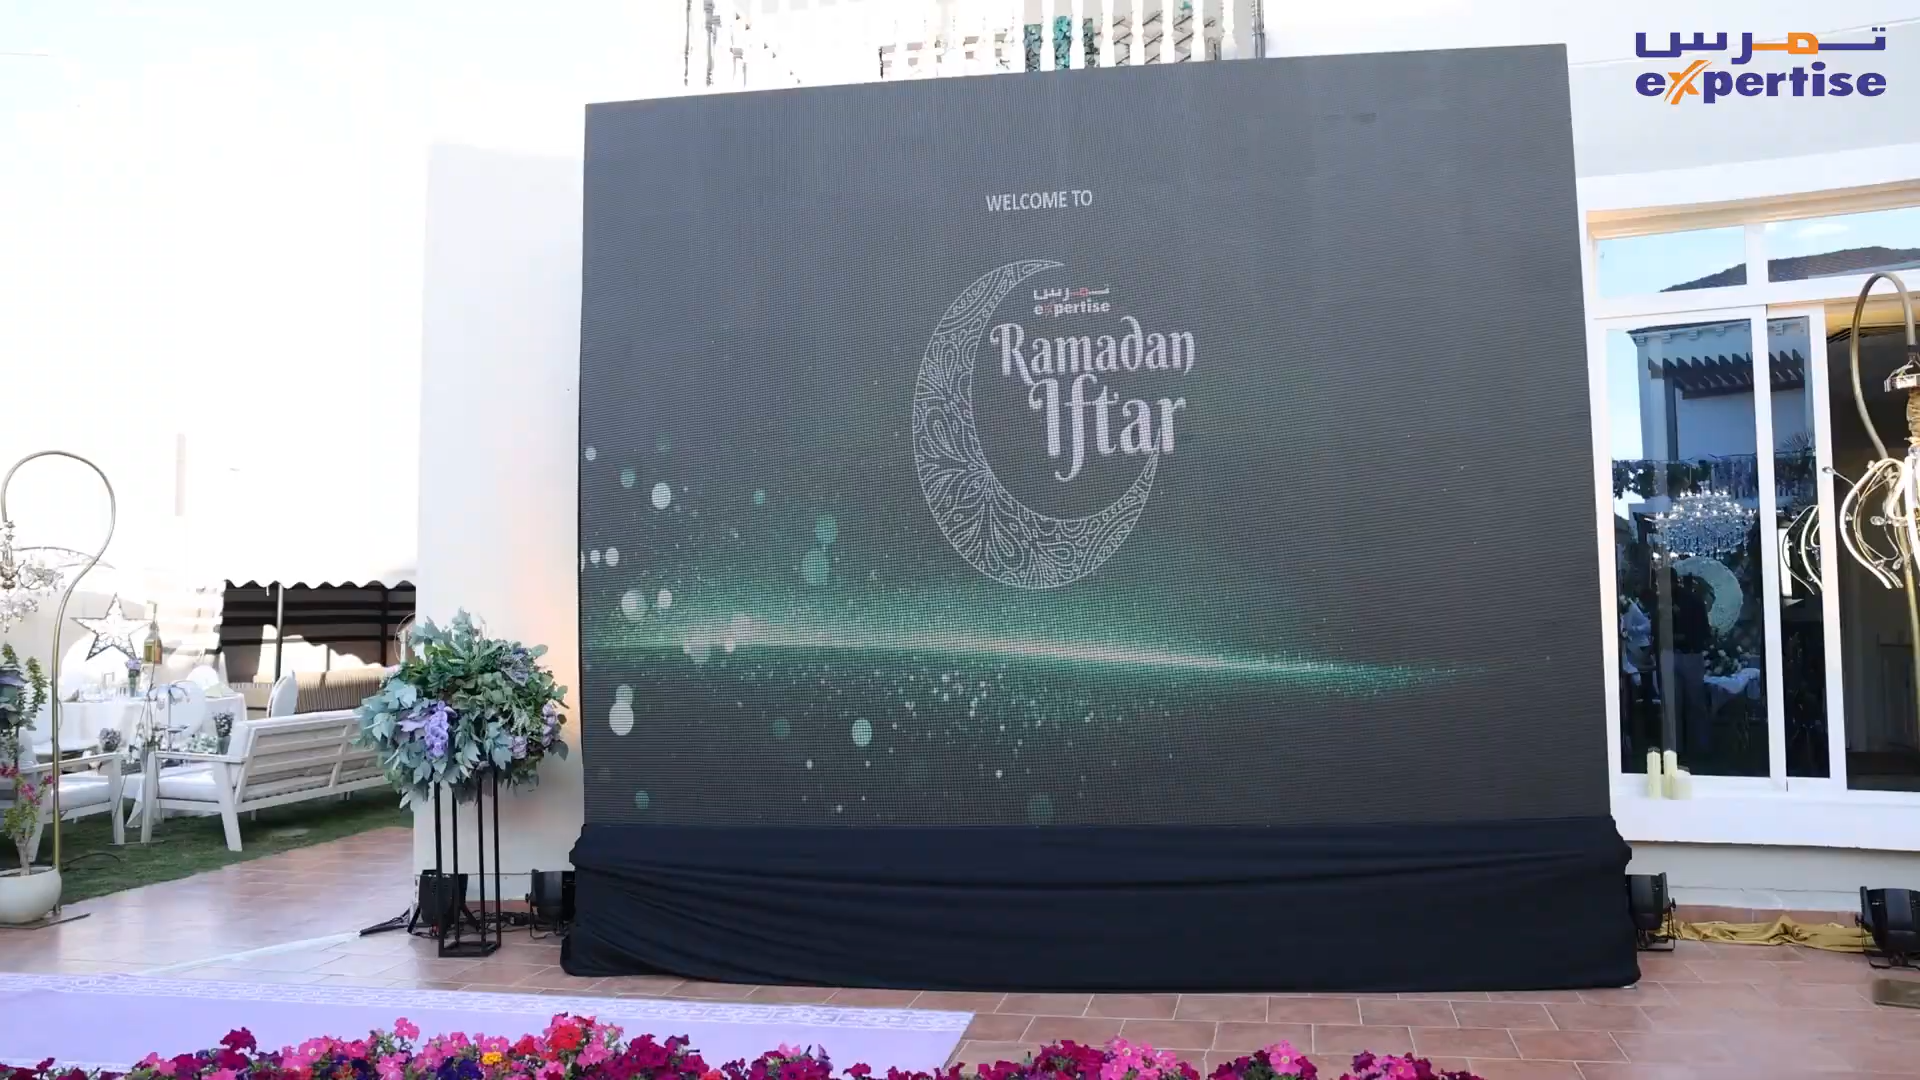 تمرس
expertise
WELCOME TO
تمرس
expertise
Ramadan
Iftar